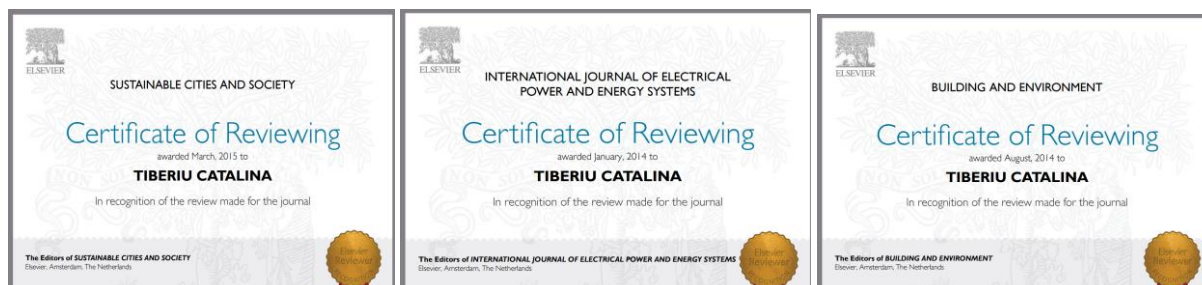 ELSEVIER
SUSTAINABLE CITIES AND SOCIETY
Certificate of Reviewing
awarded March, 2015 to
TIBERIU CATALINA
In recognition of the review made for the journal
The Editors of SUSTAINABLE CITIES AND SOCIETY
Elsevier, Amsterdam, The Netherlands
Elsevier
Reviewer
ELSEVIER
INTERNATIONAL JOURNAL OF ELECTRICAL
POWER AND ENERGY SYSTEMS
Certificate of Reviewing
awarded January, 2014 to
TIBERIU CATALINA
In recognition of the review made for the journal
The Editors of INTERNATIONAL JOURNAL OF ELECTRICAL POWER AND ENERGY SYSTEMS
Elsevier, Amsterdam, The Netherlands
Elsevier
Reviewer
ELSEVIER
BUILDING AND ENVIRONMENT
Certificate of Reviewing
awarded August, 2014 to
TIBERIU CATALINA
In recognition of the review made for the journal
The Editors of BUILDING AND ENVIRONMENT
Elsevier, Amsterdam, The Netherlands
Elsevier
Reviewer